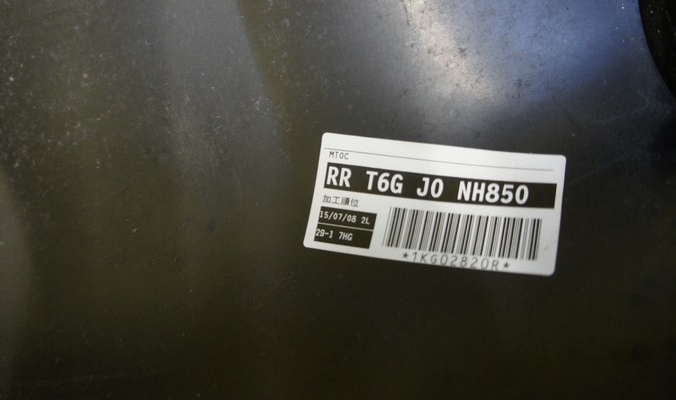 MTOC
RR T6G J0 NH850
加工順位
15/07/08 2L
29-1 7HG
*1KG02820R*